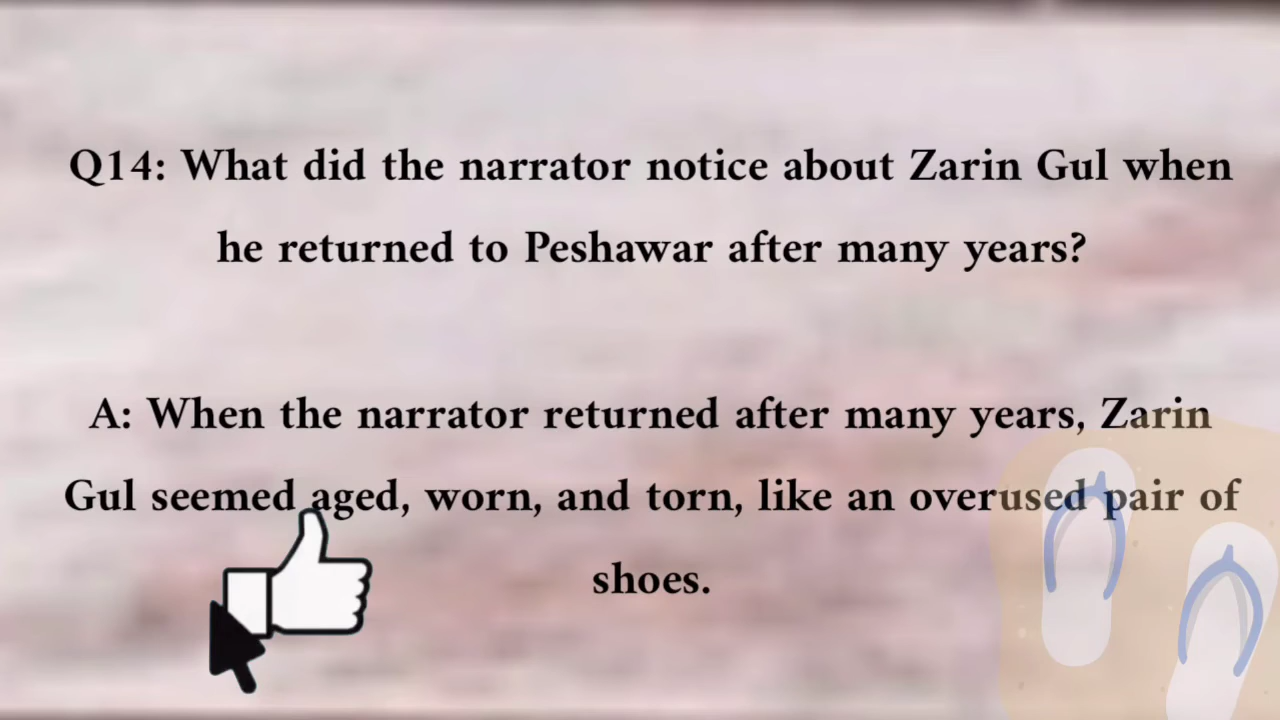 Q14: What did the narrator notice about Zarin Gul when
he returned to Peshawar after many years?
A: When the narrator returned after many years, Zarin
Gul seemed aged, worn, and torn, like an overused pair of
shoes.